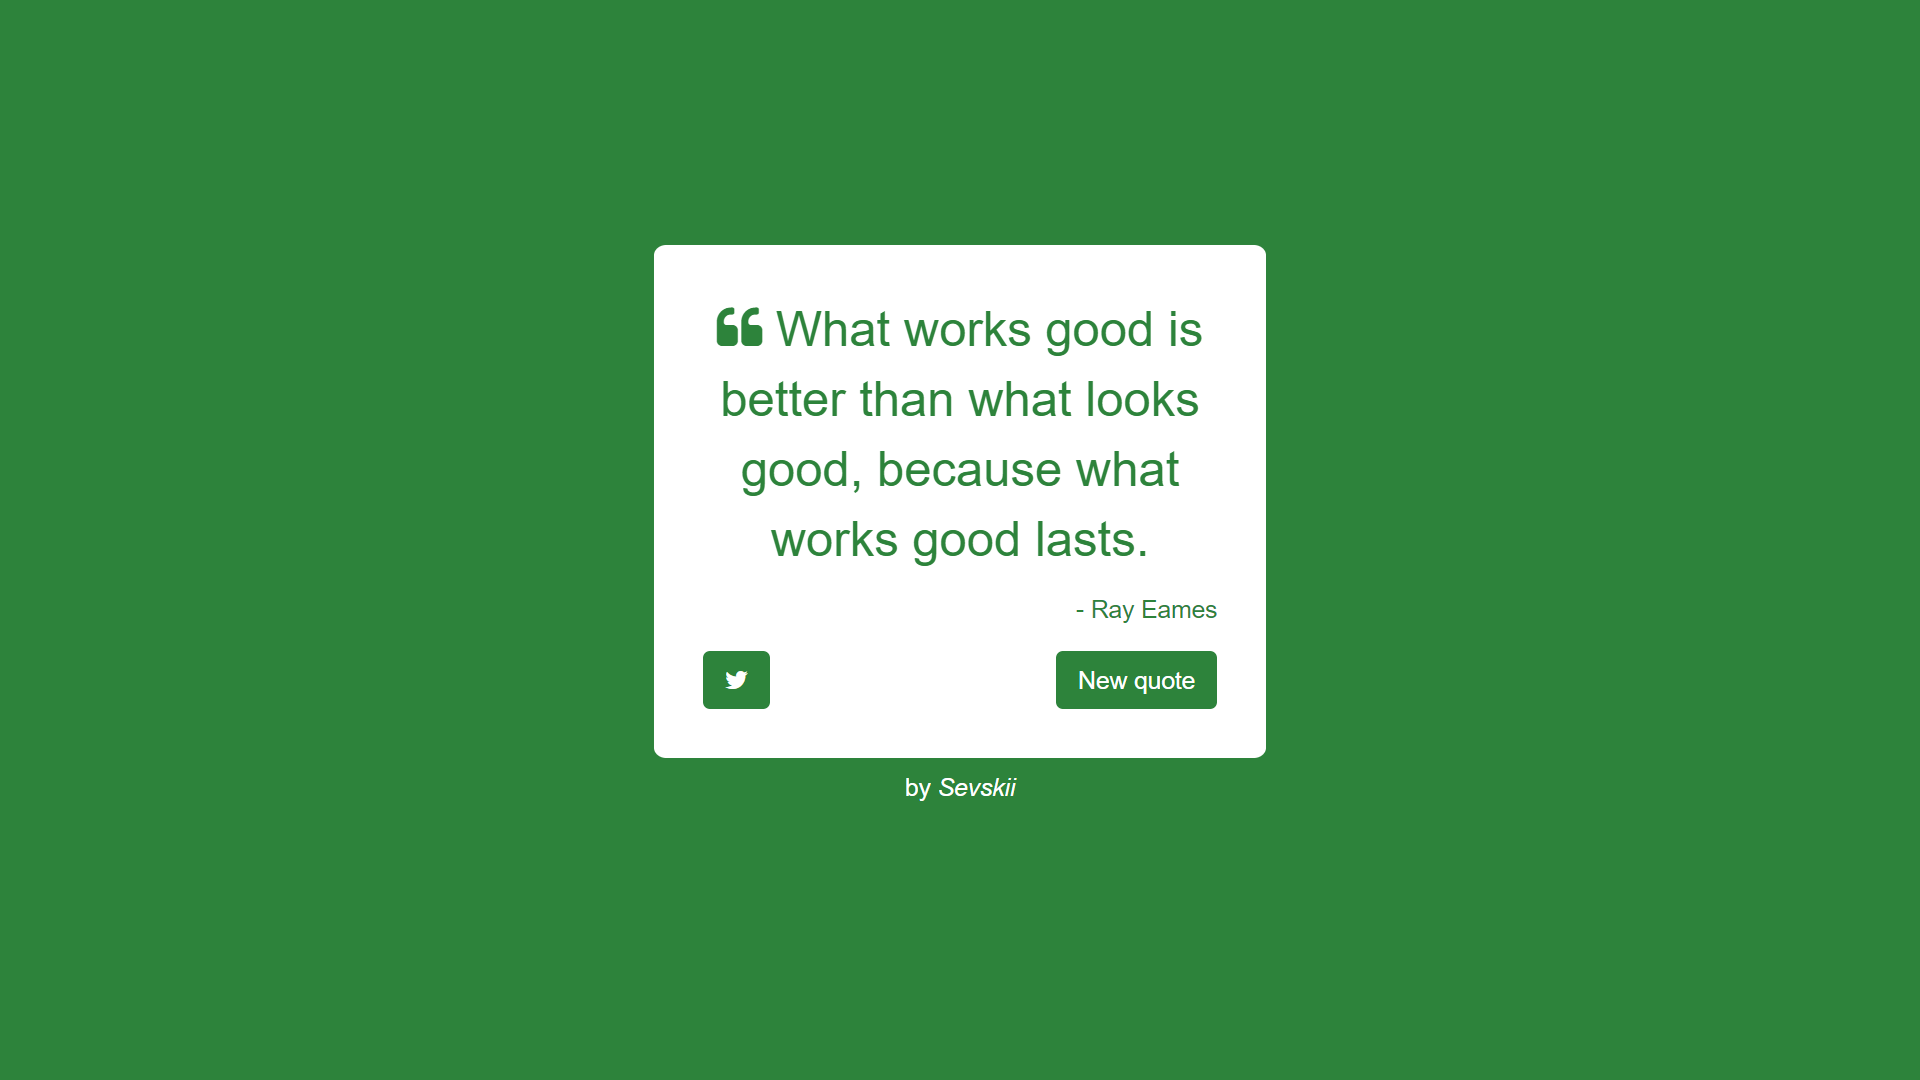 ❝ What works good is
better than what looks
good, because what
works good lasts.
- Ray Eames
New quote
by Sevskii